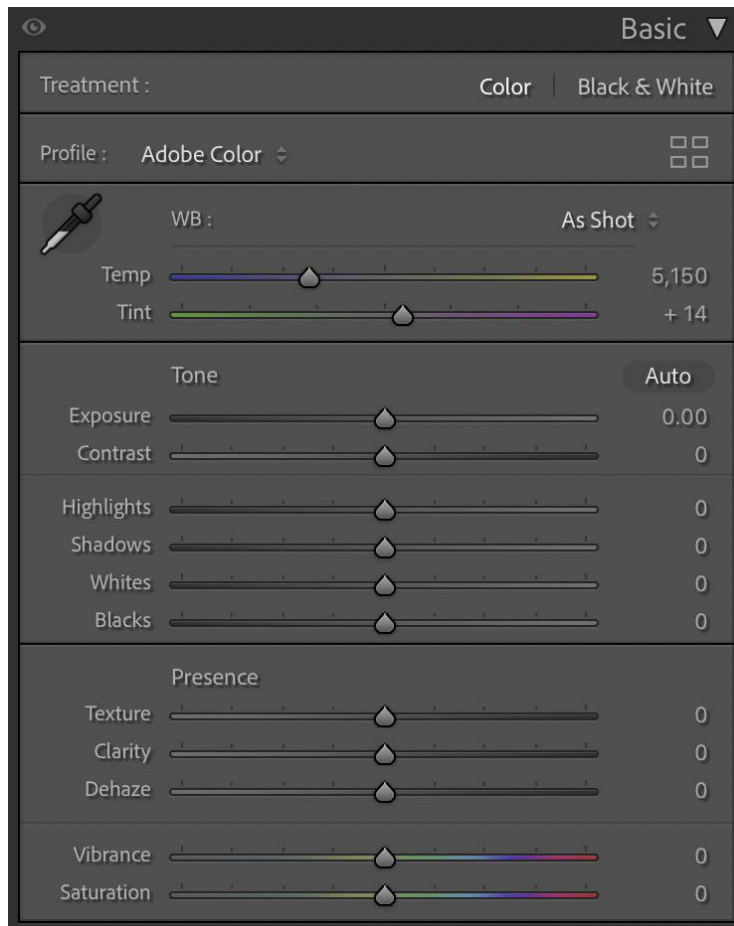 Basic
Treatment : Color | Black & White
Profile : Adobe Color
WB : As Shot
Temp 5,150
Tint + 14
Tone Auto
Exposure 0.00
Contrast 0
Highlights 0
Shadows 0
Whites 0
Blacks 0
Presence
Texture 0
Clarity 0
Dehaze 0
Vibrance 0
Saturation 0